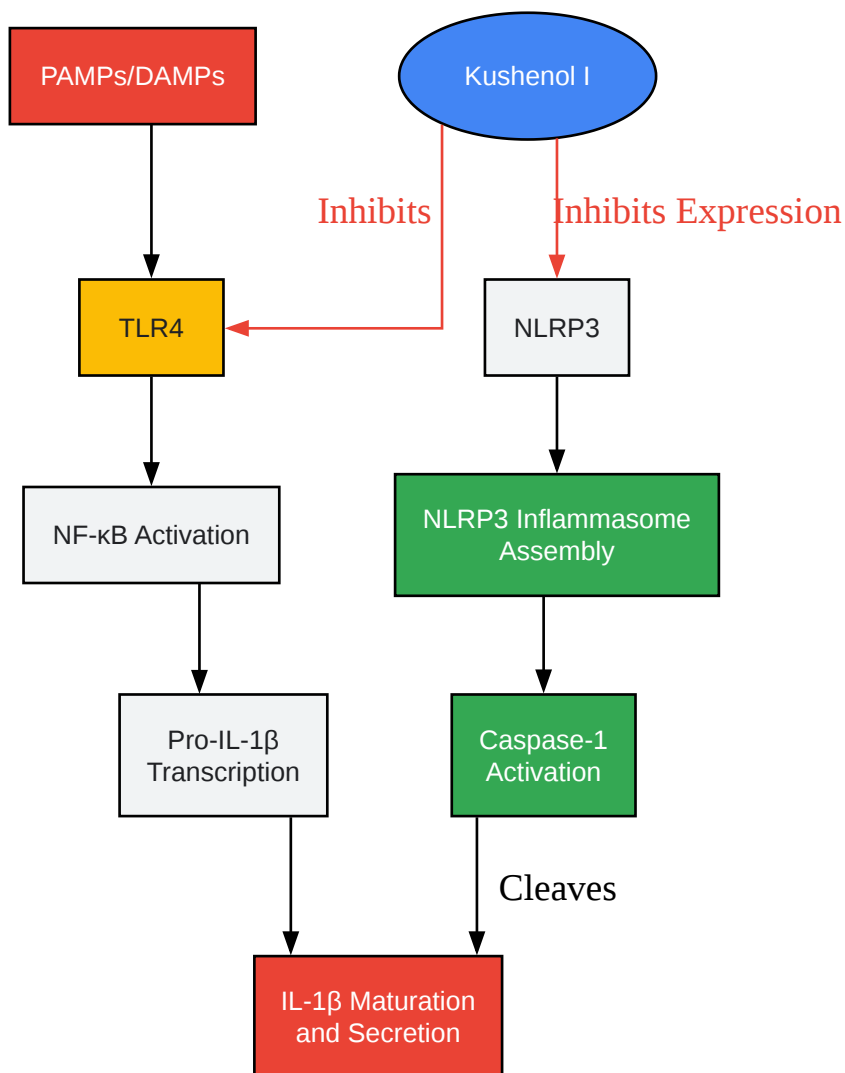 PAMPs/DAMPs
Kushenol I
Inhibits
Inhibits Expression
TLR4
NLRP3
NF-κB Activation
NLRP3 Inflammasome
Assembly
Pro-IL-1β
Transcription
Caspase-1
Activation
Cleaves
IL-1β Maturation
and Secretion